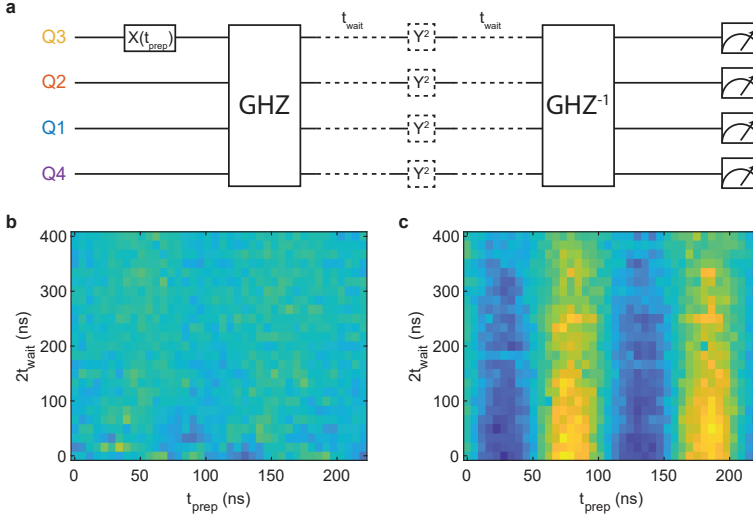 a
t_wait t_wait
Q3 X(t_prep) Y²  Y²
Q2 Y²
GHZ GHZ⁻¹
Q1 Y²
Q4 Y²
b c
400 400
300 300
200 200
100 100
0 0
2t_wait (ns) 2t_wait (ns)
0 50 100 150 200 0 50 100 150 200
t_prep (ns) t_prep (ns)